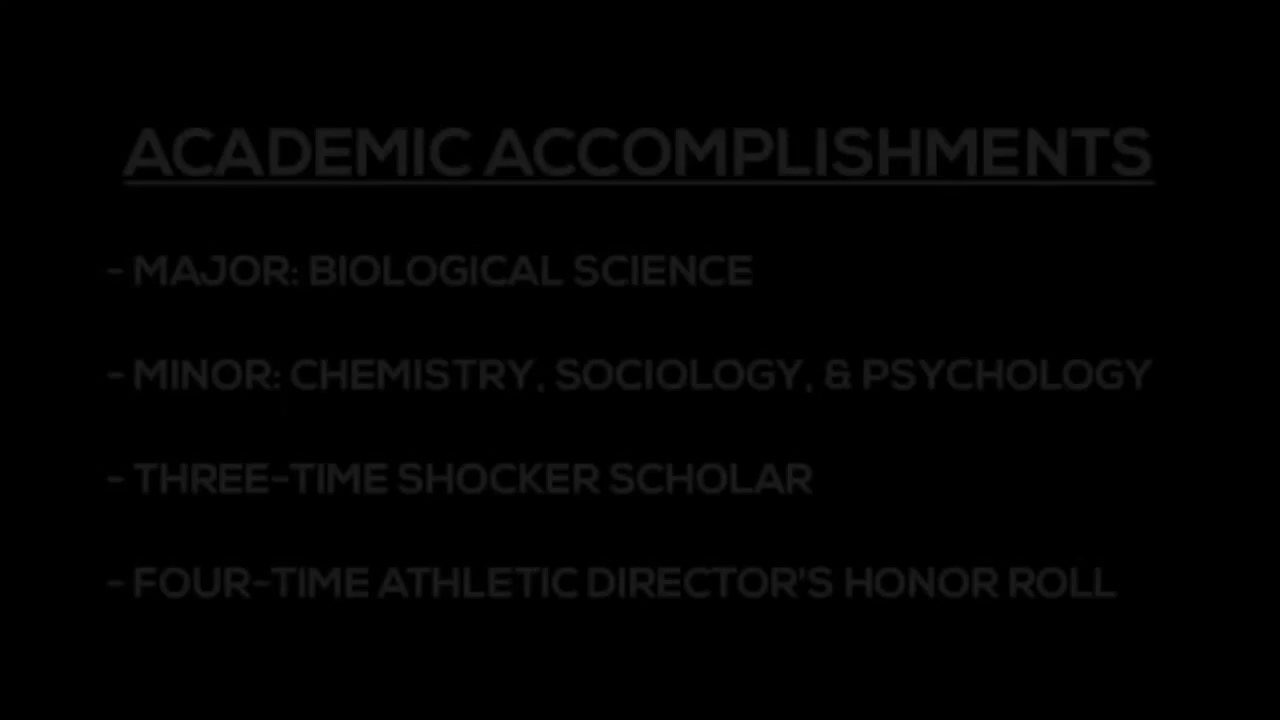 ACADEMIC ACCOMPLISHMENTS
- MAJOR: BIOLOGICAL SCIENCE
- MINOR: CHEMISTRY, SOCIOLOGY, & PSYCHOLOGY
- THREE-TIME SHOCKER SCHOLAR
- FOUR-TIME ATHLETIC DIRECTOR'S HONOR ROLL